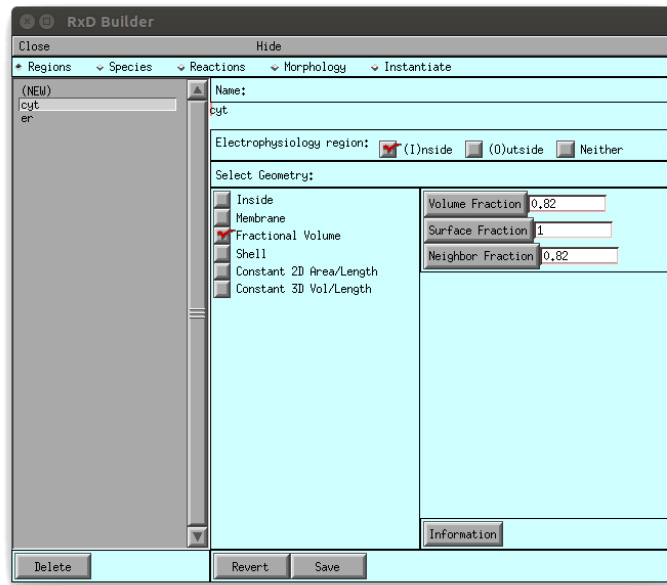 RxD Builder
Close Hide
Regions Species Reactions Morphology Instantiate
(NEW)
cyt
er
Name:
cyt
Electrophysiology region: (I)nside (O)utside Neither
Select Geometry:
Inside
Membrane
Fractional Volume
Shell
Constant 2D Area/Length
Constant 3D Vol/Length
Volume Fraction 0.82
Surface Fraction 1
Neighbor Fraction 0.82
Information
Delete Revert Save